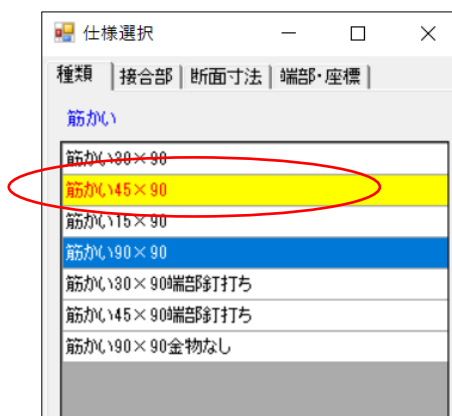 仕様選択
種類 接合部 断面寸法 端部・座標
筋かい
筋かい30×90
筋かい45×90
筋かい15×90
筋かい90×90
筋かい30×90端部釘打ち
筋かい45×90端部釘打ち
筋かい90×90金物なし